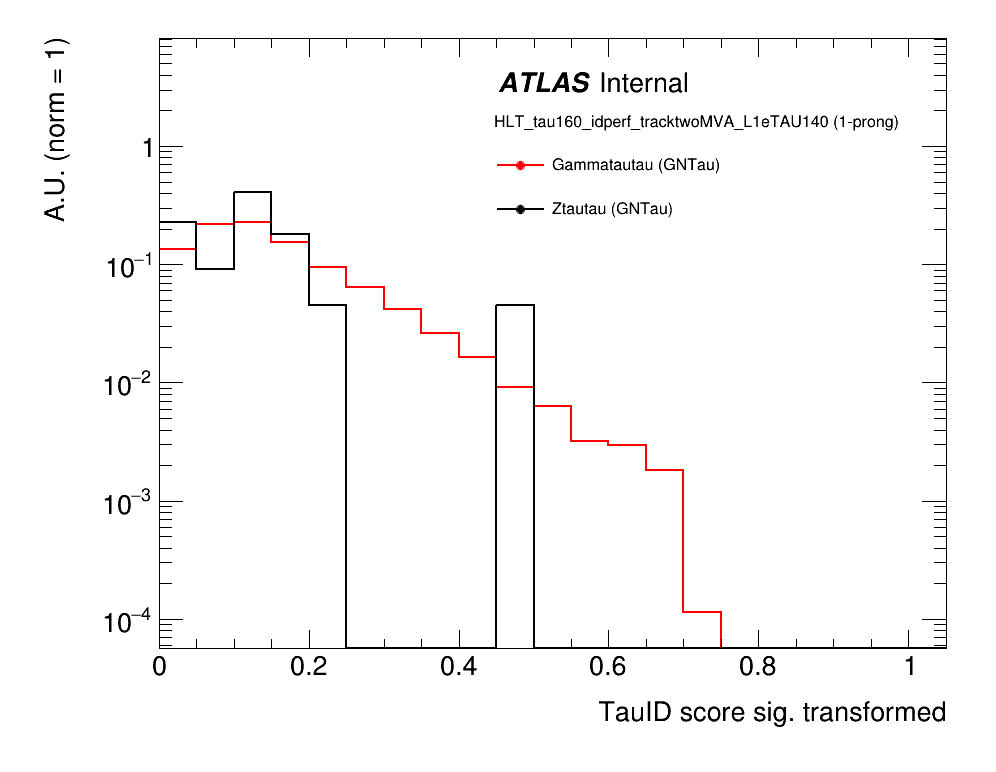 A.U. (norm = 1)
ATLAS Internal
HLT_tau160_idperf_tracktwoMVA_L1eTAU140 (1-prong)
Gammatautau (GNTau)
Ztautau (GNTau)
1
10⁻¹
10⁻²
10⁻³
10⁻⁴
0 0.2 0.4 0.6 0.8 1
TauID score sig. transformed